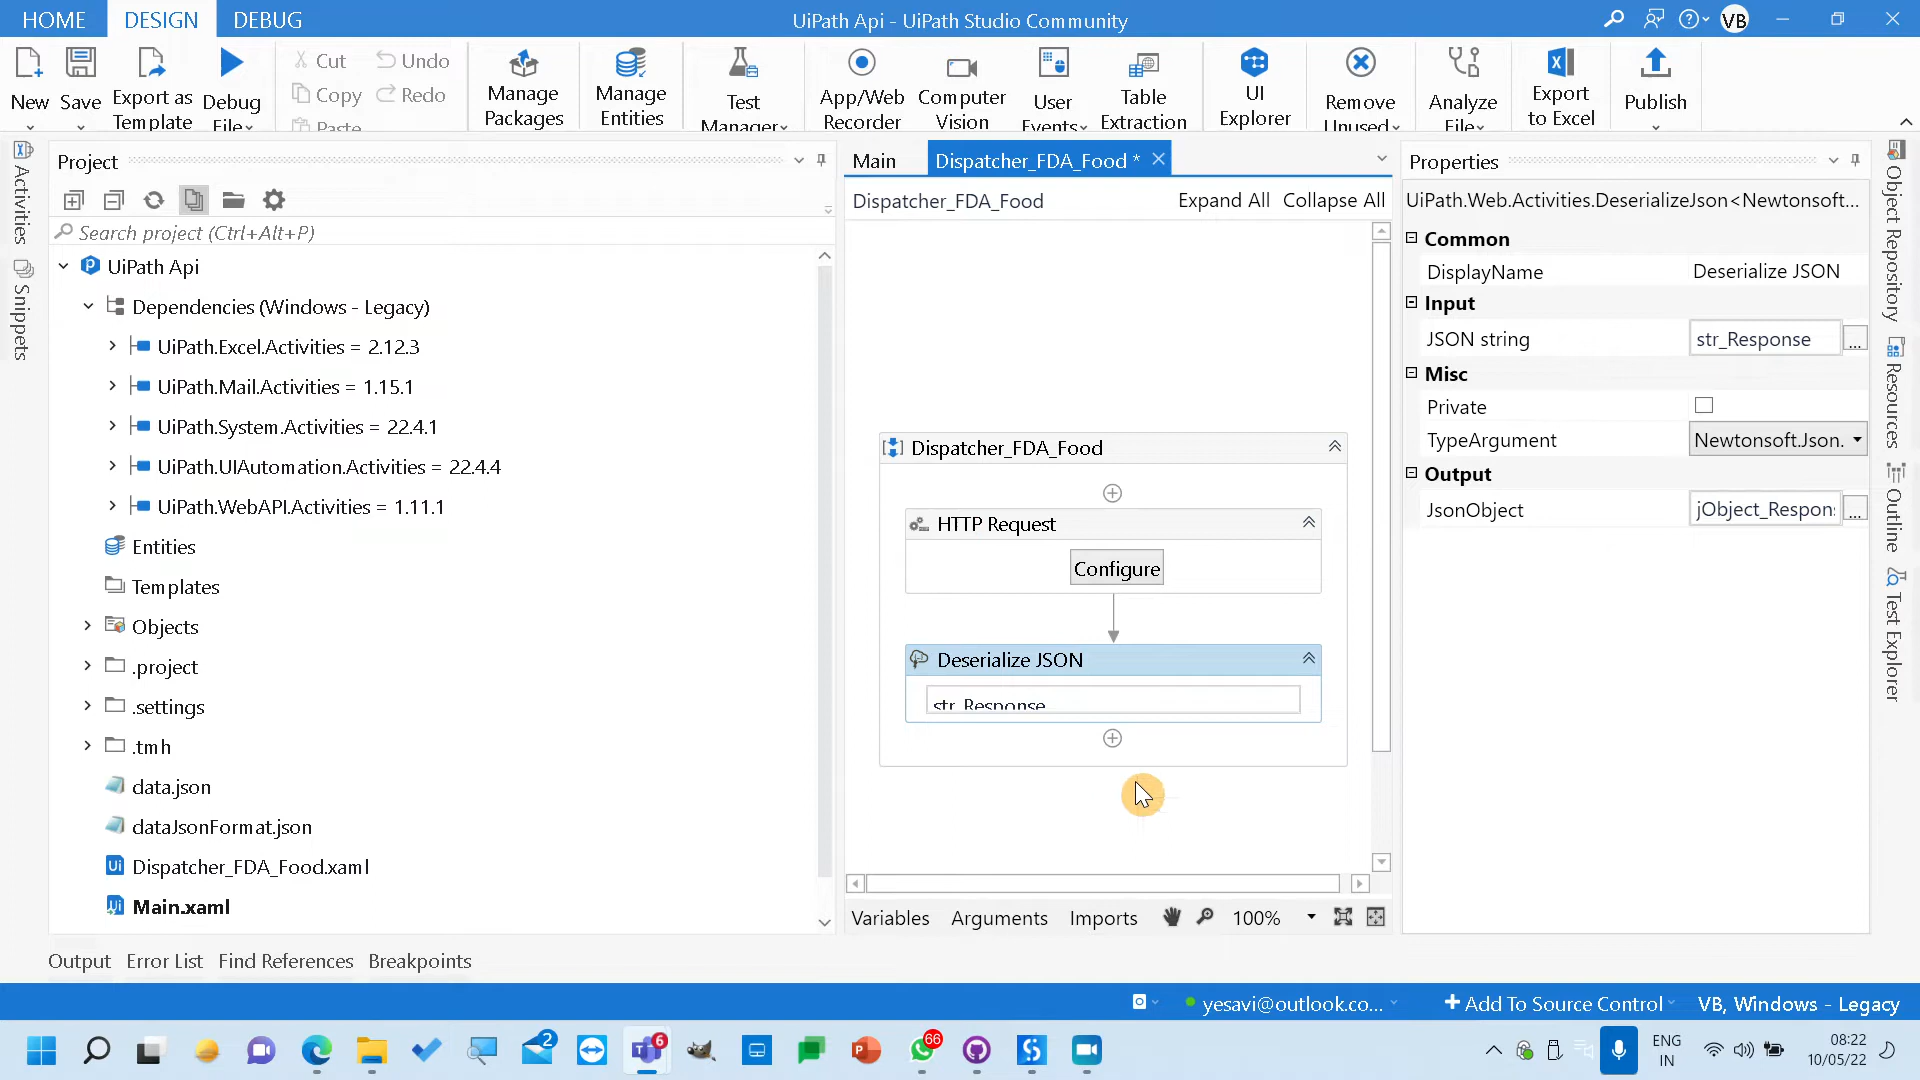 HOME DESIGN DEBUG UiPath Api - UiPath Studio Community VB
New Save Export as Template Debug File Cut Copy Paste Undo Redo Manage Packages Manage Entities Test Manager App/Web Recorder Computer Vision User Events Table Extraction UI Explorer Remove Unused Analyze File Export to Excel Publish
Activities
Snippets
Project
Search project (Ctrl+Alt+P)
UiPath Api
Dependencies (Windows - Legacy)
UiPath.Excel.Activities = 2.12.3
UiPath.Mail.Activities = 1.15.1
UiPath.System.Activities = 22.4.1
UiPath.UIAutomation.Activities = 22.4.4
UiPath.WebAPI.Activities = 1.11.1
Entities
Templates
Objects
.project
.settings
.tmh
data.json
dataJsonFormat.json
Dispatcher_FDA_Food.xaml
Main.xaml
Main Dispatcher_FDA_Food *
Dispatcher_FDA_Food Expand All Collapse All
Dispatcher_FDA_Food
HTTP Request
Configure
Deserialize JSON
str_Response
Variables Arguments Imports 100%
Properties
UiPath.Web.Activities.DeserializeJson<Newtonsoft...
Common
DisplayName Deserialize JSON
Input
JSON string str_Response ...
Misc
Private
TypeArgument Newtonsoft.Json.
Output
JsonObject jObject_Respon: ...
Object Repository
Resources
Outline
Test Explorer
Output Error List Find References Breakpoints
yesavi@outlook.co... Add To Source Control VB, Windows - Legacy
2 6 66 ENG IN 08:22 10/05/22